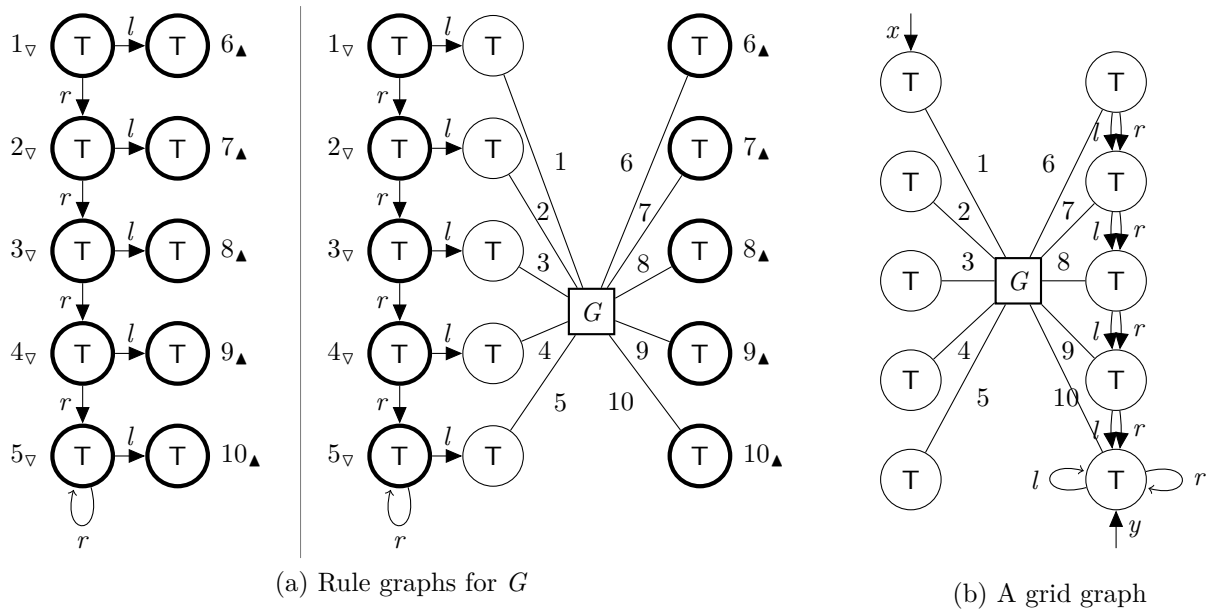 1▽ T l T 6▲ 1▽ T l T T 6▲
r r 1 6
2▽ T l T 7▲ 2▽ T l T T 7▲
r r 2 7
3▽ T l T 8▲ 3▽ T l T T 8▲
r r 3 8
G
4▽ T l T 9▲ 4▽ T l T T 9▲
r r 4 9
5 10
5▽ T l T 10▲ 5▽ T l T T 10▲
r r
(a) Rule graphs for G
x
T T
l r
1 6
T T
2 7 l r
T 3 G 8 T
4 9 l r
T T
5 10 l r
T l T r
y
(b) A grid graph